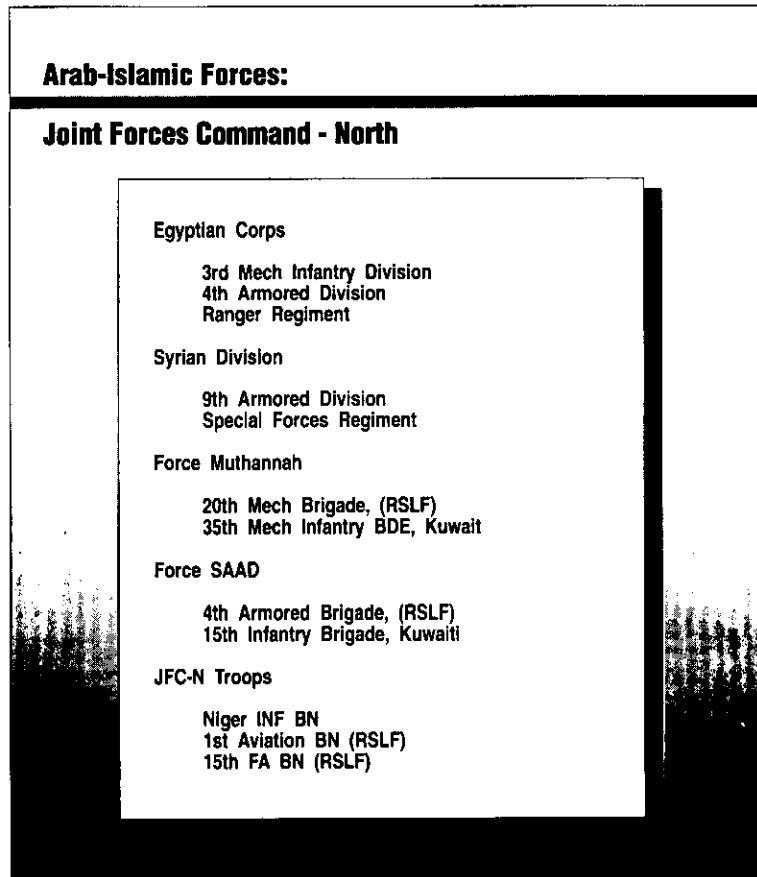 Arab-Islamic Forces:
Joint Forces Command - North
Egyptian Corps
3rd Mech Infantry Division
4th Armored Division
Ranger Regiment
Syrian Division
9th Armored Division
Special Forces Regiment
Force Muthannah
20th Mech Brigade, (RSLF)
35th Mech Infantry BDE, Kuwait
Force SAAD
4th Armored Brigade, (RSLF)
15th Infantry Brigade, Kuwaiti
JFC-N Troops
Niger INF BN
1st Aviation BN (RSLF)
15th FA BN (RSLF)